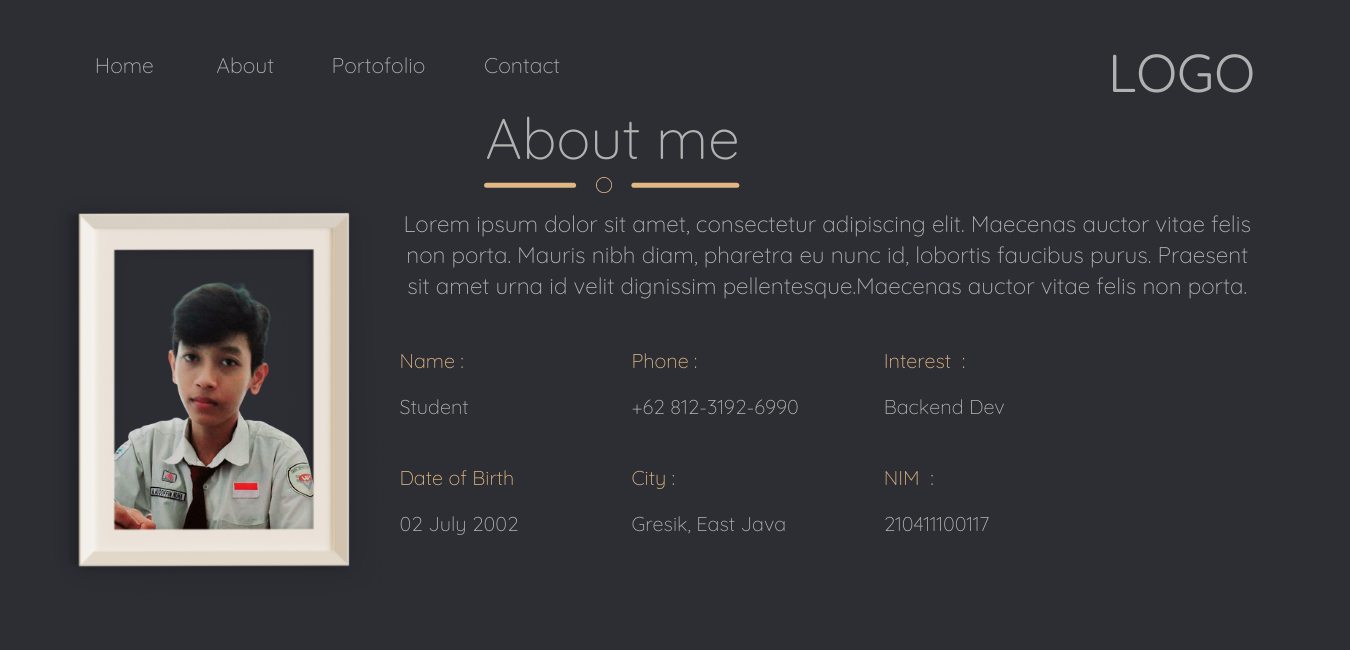 Home About Portofolio Contact LOGO
About me
Lorem ipsum dolor sit amet, consectetur adipiscing elit. Maecenas auctor vitae felis
non porta. Mauris nibh diam, pharetra eu nunc id, lobortis faucibus purus. Praesent
sit amet urna id velit dignissim pellentesque.Maecenas auctor vitae felis non porta.
Name : Phone : Interest :
Student +62 812-3192-6990 Backend Dev
Date of Birth City : NIM :
02 July 2002 Gresik, East Java 210411100117